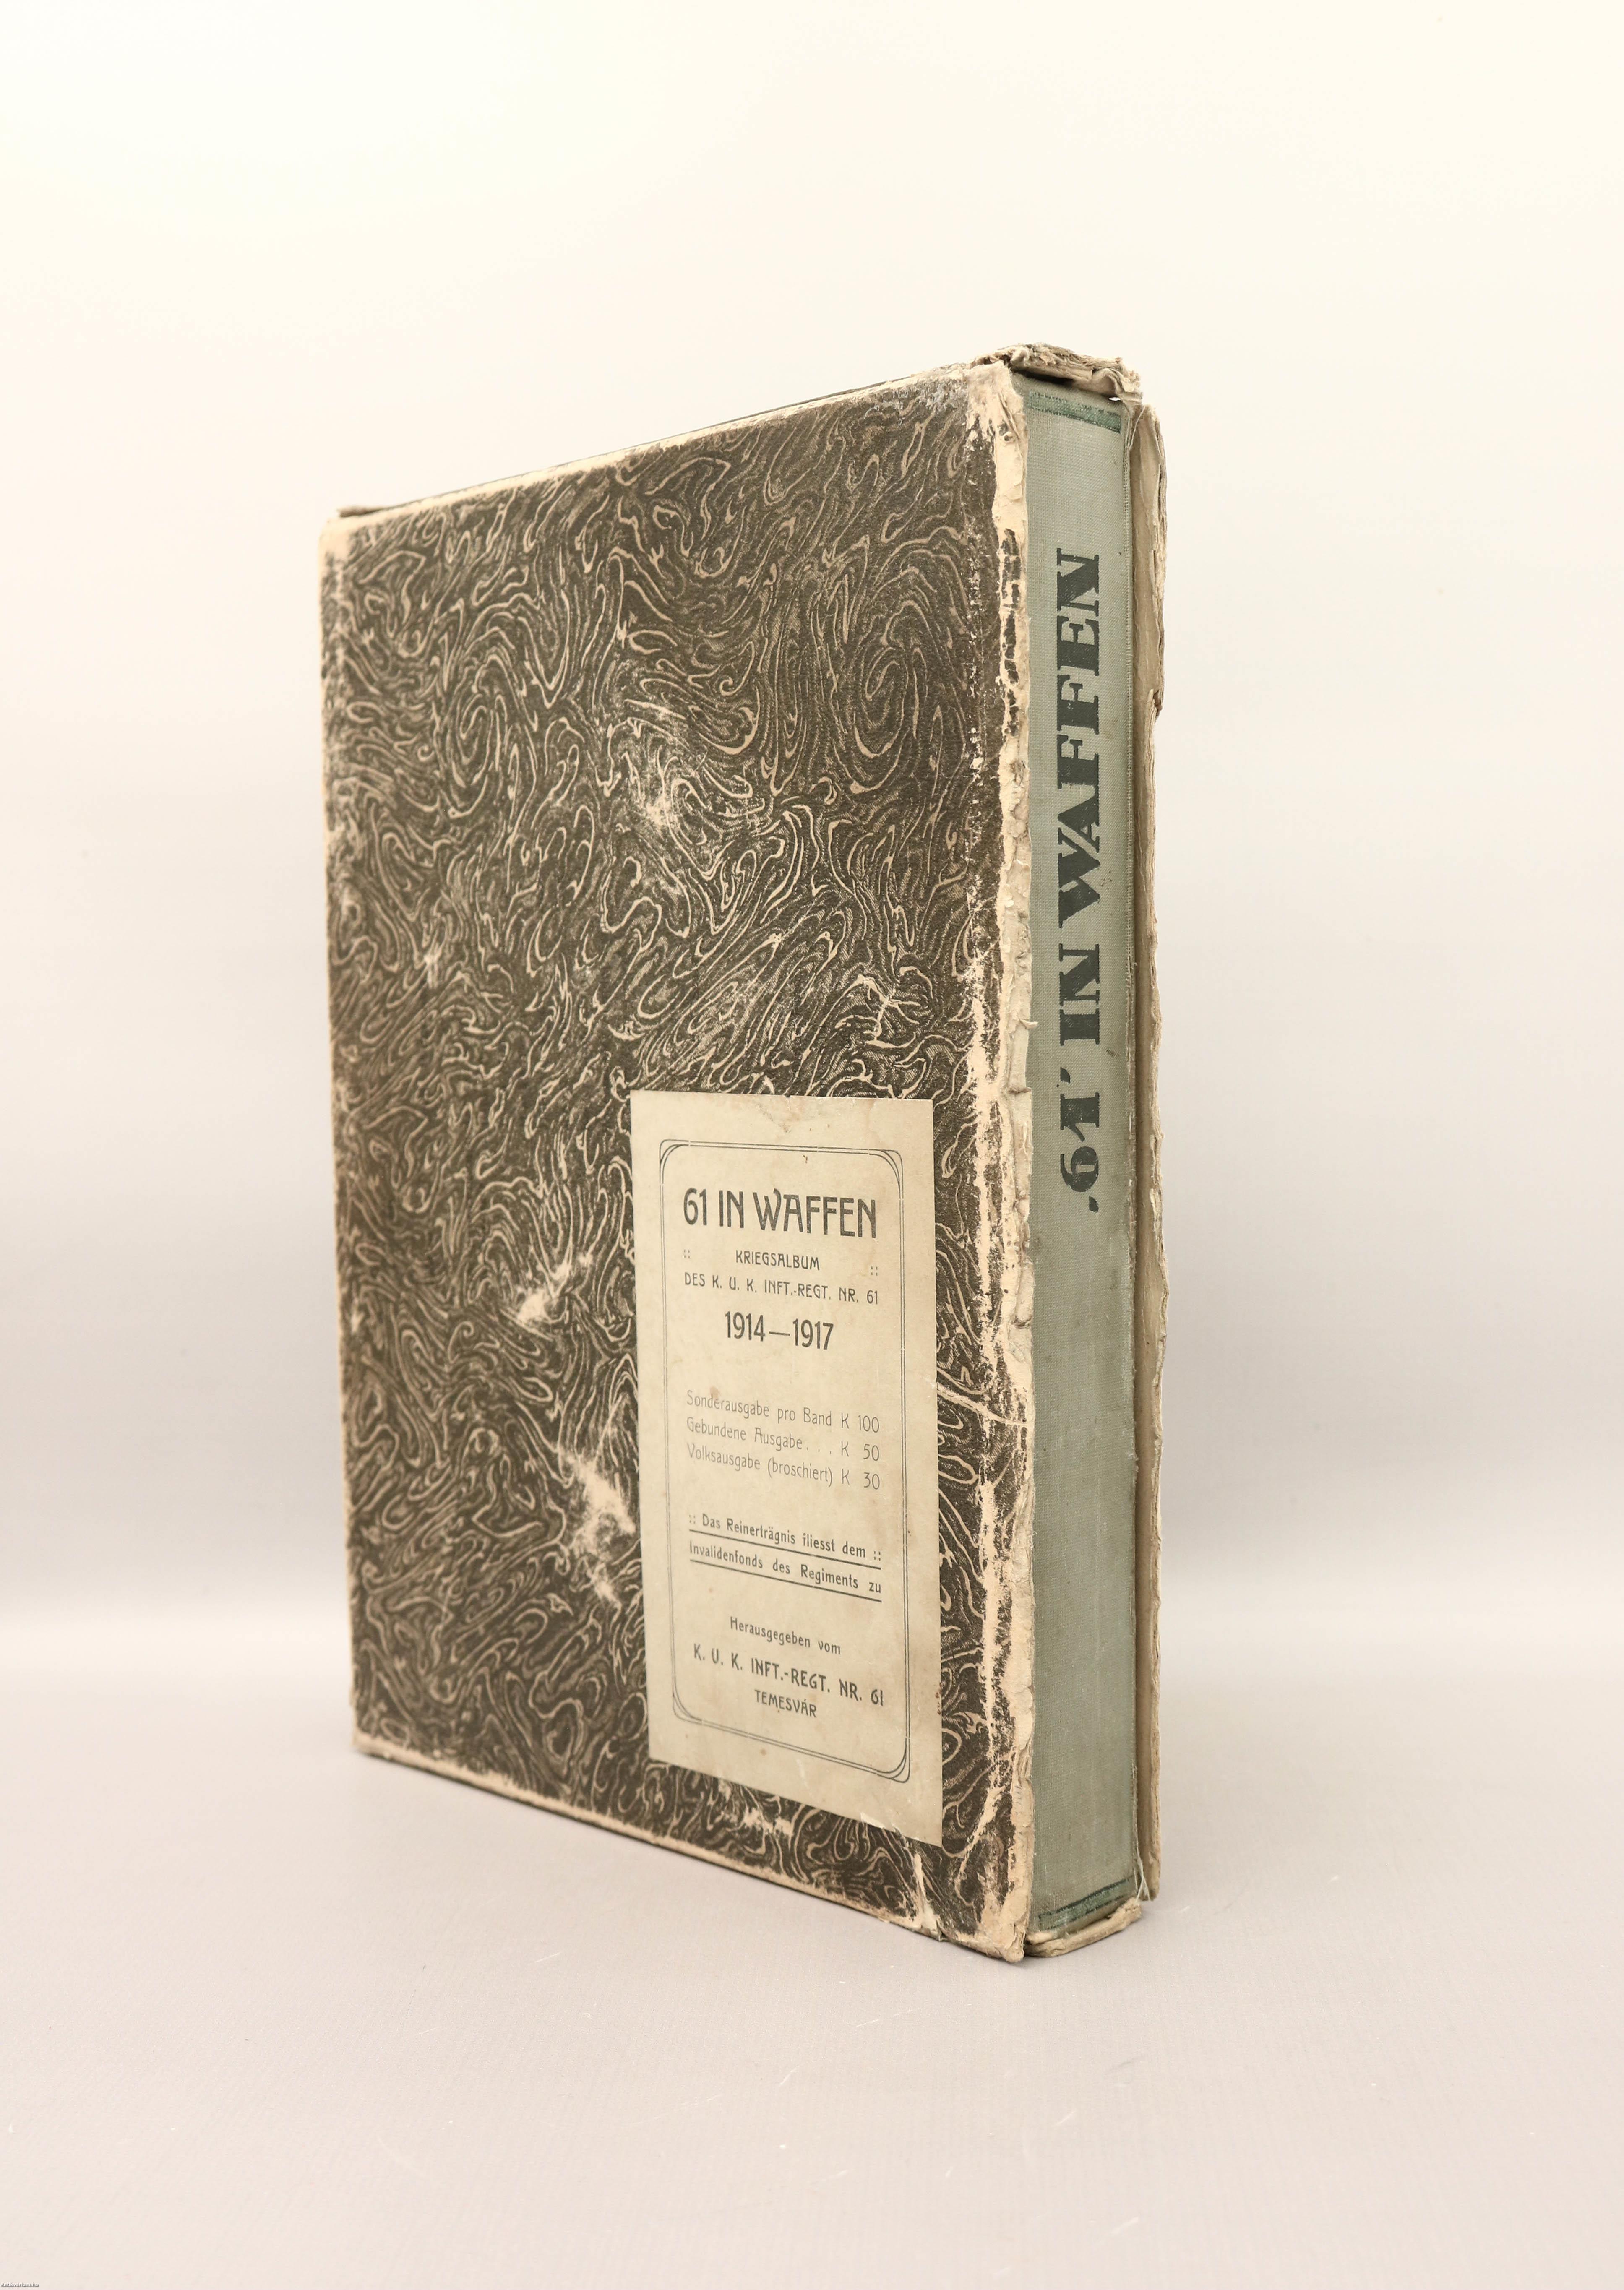 61 IN WAFFEN
:: KRIEGSALBUM ::
DES K. U. K. INFT.-REGT. NR. 61
1914—1917
Sonderausgabe pro Band K 100
Gebundene Ausgabe . . . K 50
Volksausgabe (broschiert) K 30
:: Das Reinerträgnis fliesst dem ::
Invalidenfonds des Regiments zu
Herausgegeben vom
K. U. K. INFT.-REGT. NR. 61
TEMESVÁR
'61' IN WAFFEN